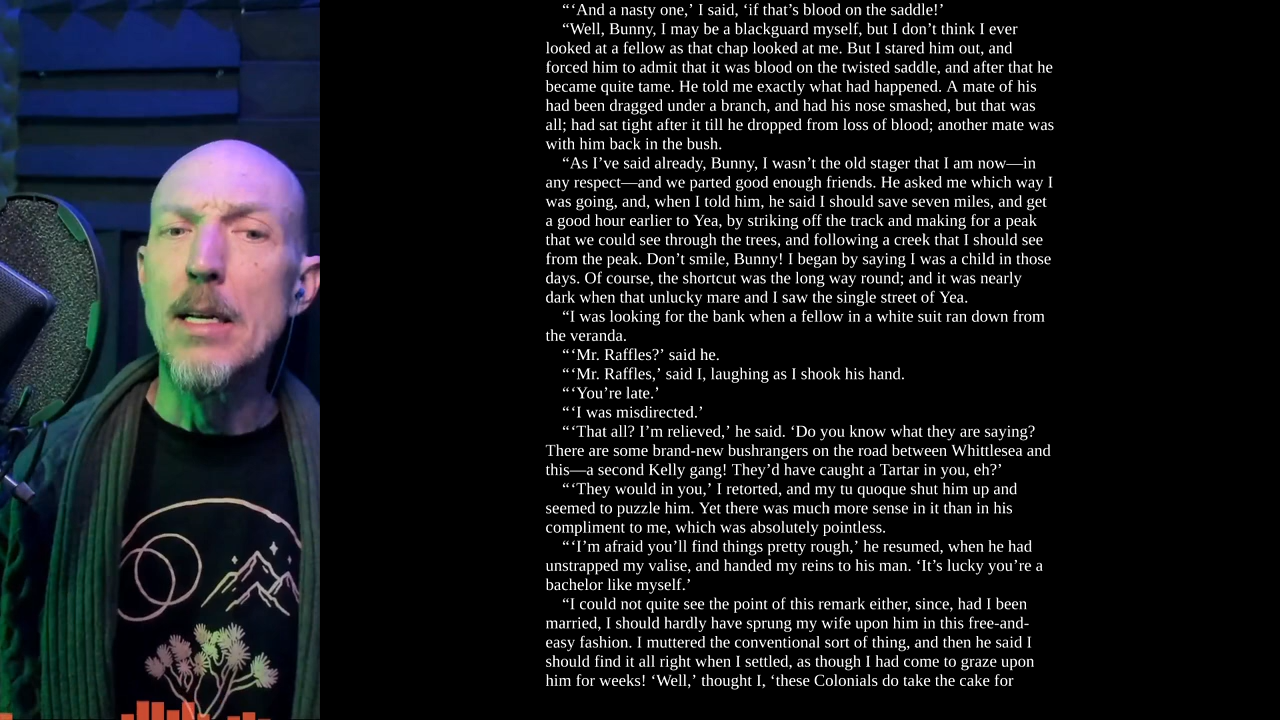 “‘And a nasty one,’ I said, ‘if that’s blood on the saddle!’
“Well, Bunny, I may be a blackguard myself, but I don’t think I ever
looked at a fellow as that chap looked at me. But I stared him out, and
forced him to admit that it was blood on the twisted saddle, and after that he
became quite tame. He told me exactly what had happened. A mate of his
had been dragged under a branch, and had his nose smashed, but that was
all; had sat tight after it till he dropped from loss of blood; another mate was
with him back in the bush.
“As I’ve said already, Bunny, I wasn’t the old stager that I am now—in
any respect—and we parted good enough friends. He asked me which way I
was going, and, when I told him, he said I should save seven miles, and get
a good hour earlier to Yea, by striking off the track and making for a peak
that we could see through the trees, and following a creek that I should see
from the peak. Don’t smile, Bunny! I began by saying I was a child in those
days. Of course, the shortcut was the long way round; and it was nearly
dark when that unlucky mare and I saw the single street of Yea.
“I was looking for the bank when a fellow in a white suit ran down from
the veranda.
“‘Mr. Raffles?’ said he.
“‘Mr. Raffles,’ said I, laughing as I shook his hand.
“‘You’re late.’
“‘I was misdirected.’
“‘That all? I’m relieved,’ he said. ‘Do you know what they are saying?
There are some brand-new bushrangers on the road between Whittlesea and
this—a second Kelly gang! They’d have caught a Tartar in you, eh?’
“‘They would in you,’ I retorted, and my tu quoque shut him up and
seemed to puzzle him. Yet there was much more sense in it than in his
compliment to me, which was absolutely pointless.
“‘I’m afraid you’ll find things pretty rough,’ he resumed, when he had
unstrapped my valise, and handed my reins to his man. ‘It’s lucky you’re a
bachelor like myself.’
“I could not quite see the point of this remark either, since, had I been
married, I should hardly have sprung my wife upon him in this free-and-
easy fashion. I muttered the conventional sort of thing, and then he said I
should find it all right when I settled, as though I had come to graze upon
him for weeks! ‘Well,’ thought I, ‘these Colonials do take the cake for